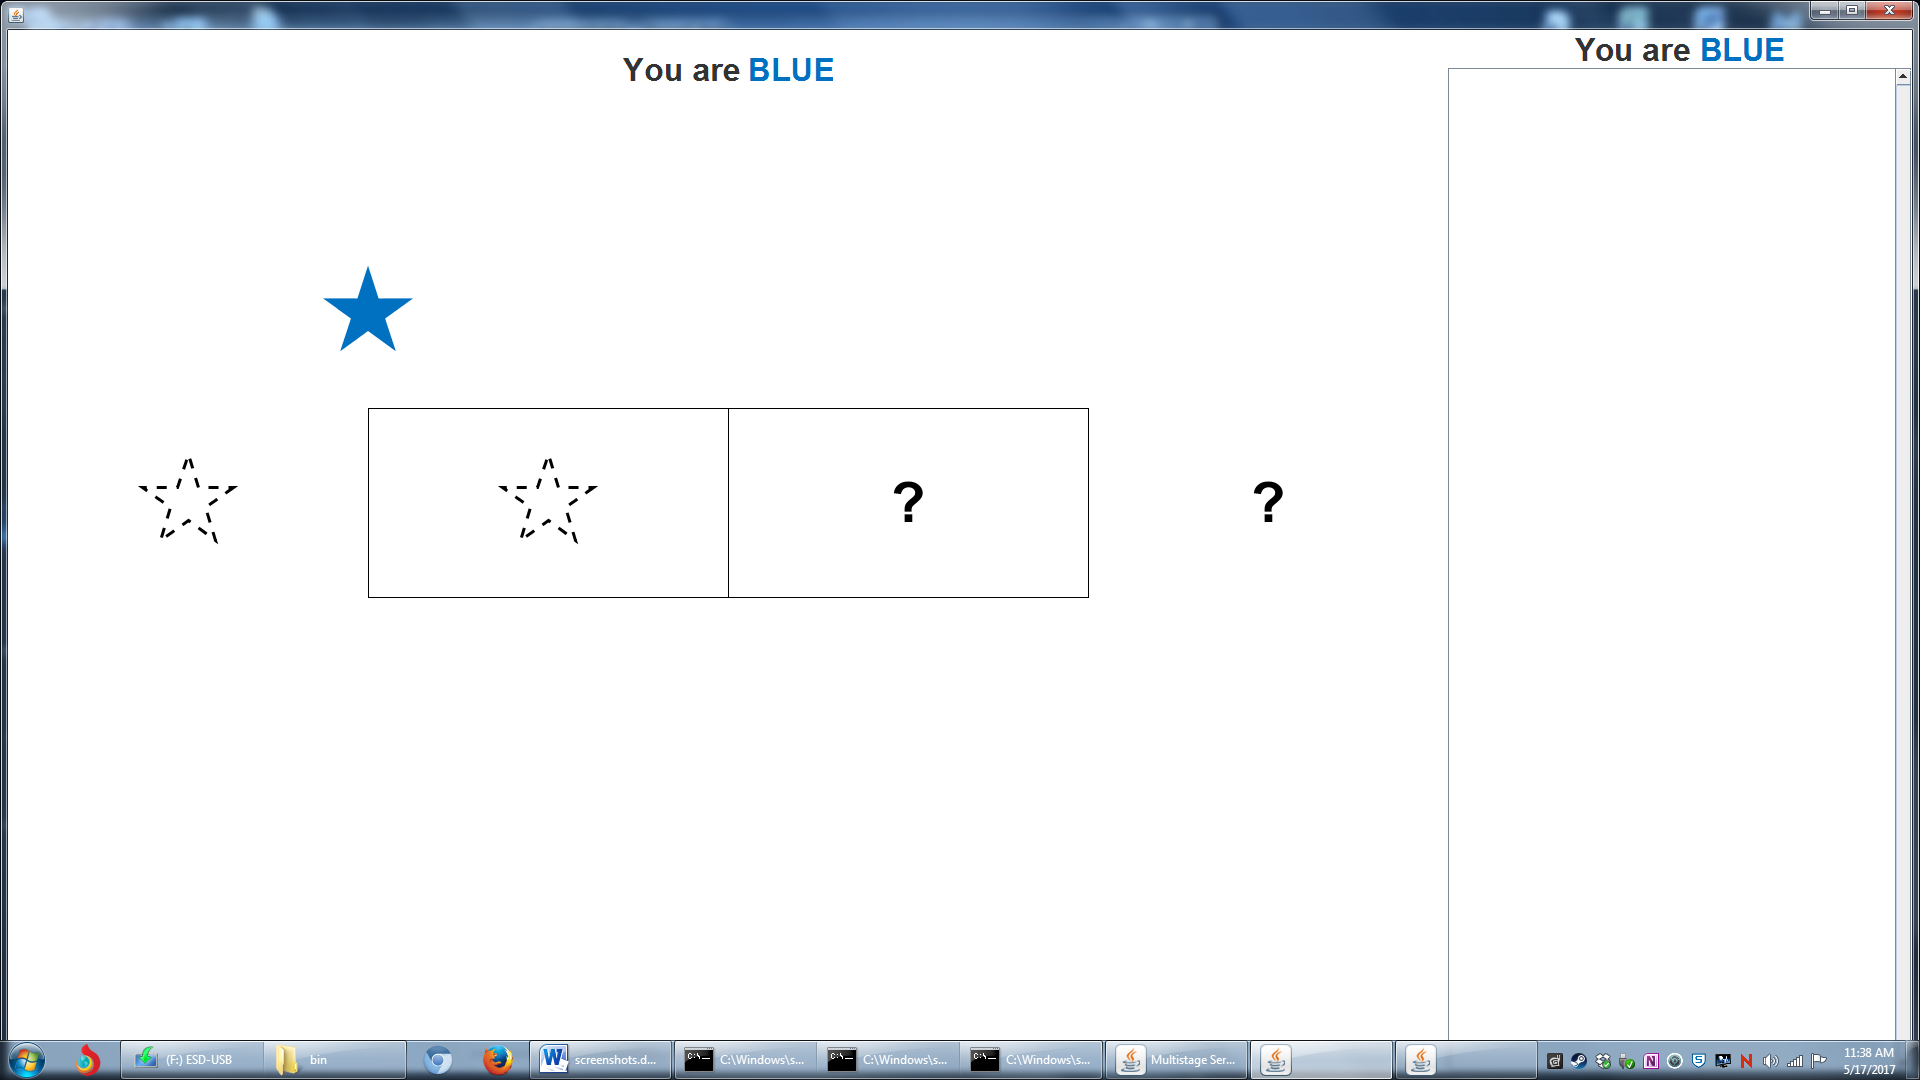 You are BLUE
You are BLUE
? ?
(F:) ESD-USB
bin
screenshots.d...
C:\Windows\s...
C:\Windows\s...
C:\Windows\s...
Multistage Ser...
11:38 AM
5/17/2017